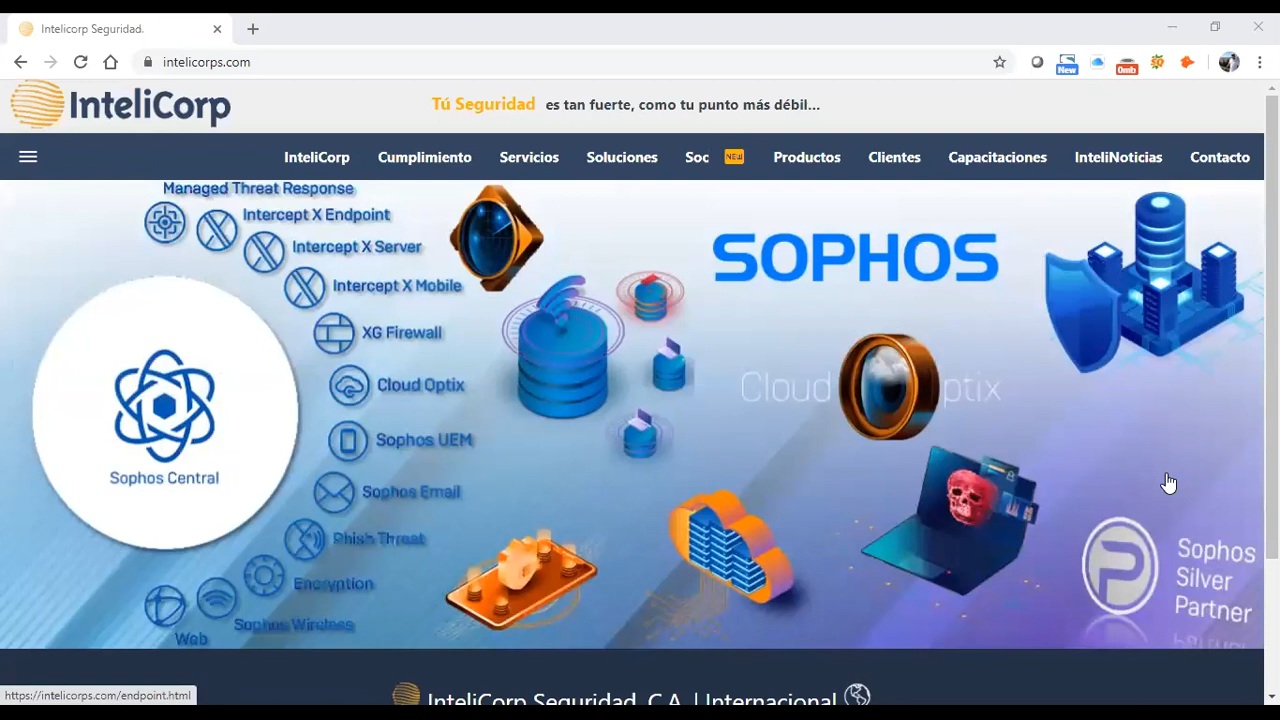 Intelicorp Seguridad.
intelicorps.com
New
0mb
InteliCorp
Tú Seguridad es tan fuerte, como tu punto más débil...
InteliCorp Cumplimiento Servicios Soluciones Soc NEW Productos Clientes Capacitaciones InteliNoticias Contacto
Managed Threat Response
Intercept X Endpoint
Intercept X Server
Intercept X Mobile
XG Firewall
Cloud Optix
Sophos UEM
Sophos Email
Phish Threat
Encryption
Sophos Wireless
Web
Sophos Central
SOPHOS
Cloud Optix
P
Sophos
Silver
Partner
https://intelicorps.com/endpoint.html
InteliCorp Seguridad, C.A. | Internacional